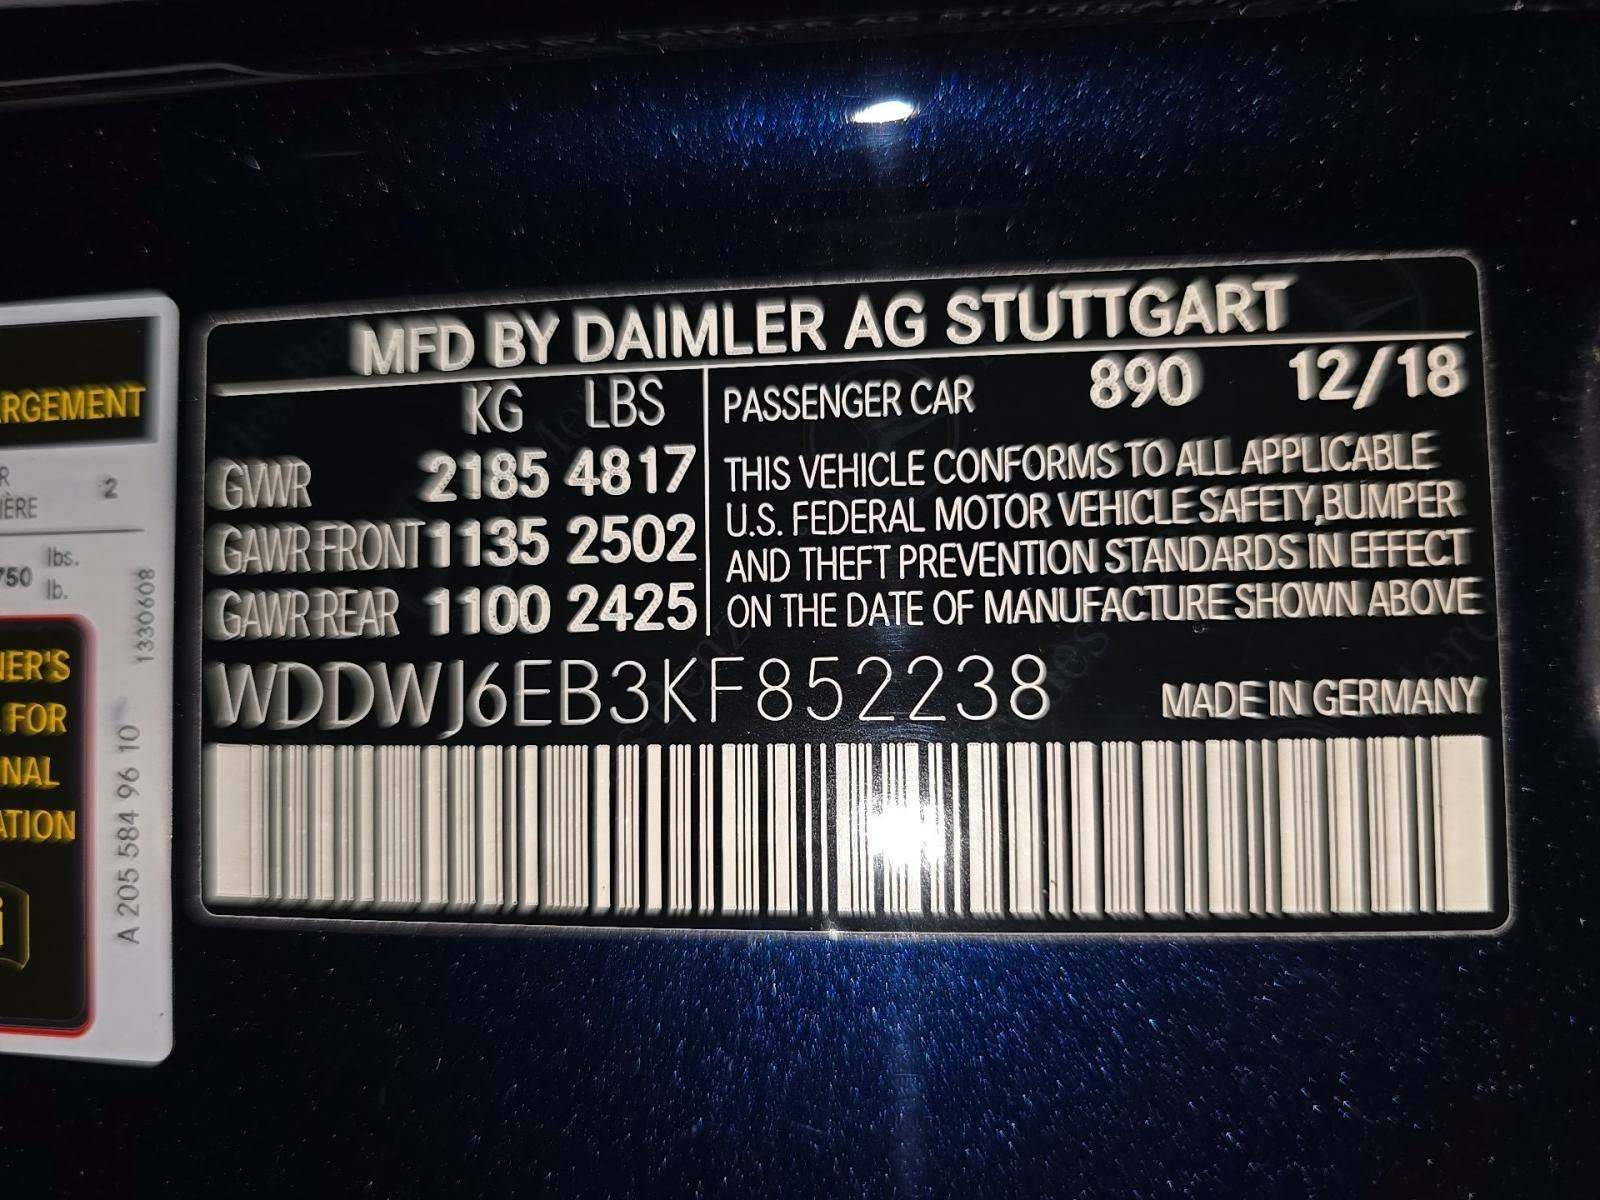 RGEMENT
R
IÈRE 2
lbs.
750 lb.
NER'S
FOR
NAL
ATION
i
1330608
A 205 584 96 10
MFD BY DAIMLER AG STUTTGART
KG LBS
GVWR 2185 4817
GAWR FRONT 1135 2502
GAWR REAR 1100 2425
PASSENGER CAR 890 12/18
THIS VEHICLE CONFORMS TO ALL APPLICABLE
U.S. FEDERAL MOTOR VEHICLE SAFETY,BUMPER
AND THEFT PREVENTION STANDARDS IN EFFECT
ON THE DATE OF MANUFACTURE SHOWN ABOVE
WDDWJ6EB3KF852238 MADE IN GERMANY